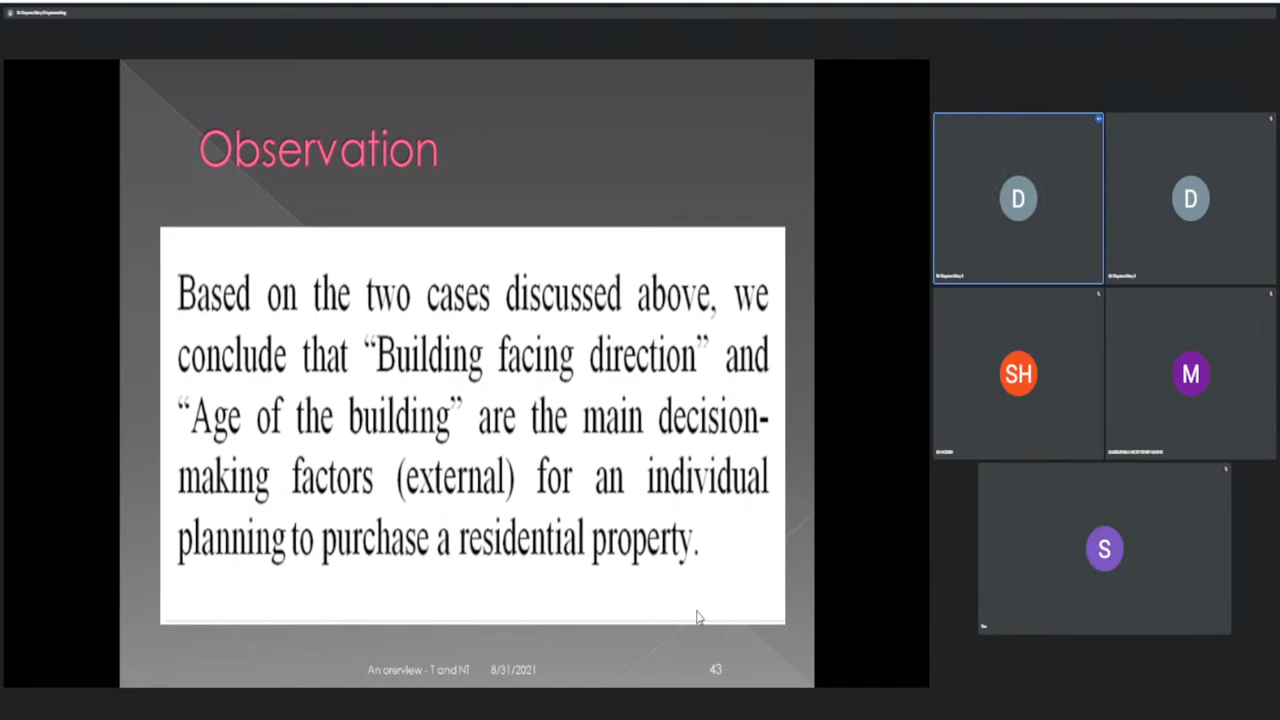 Observation
Based on the two cases discussed above, we
conclude that “Building facing direction” and
“Age of the building” are the main decision-
making factors (external) for an individual
planning to purchase a residential property.
An orerview - T and NT 8/31/2021 43
D
D
SH
M
S